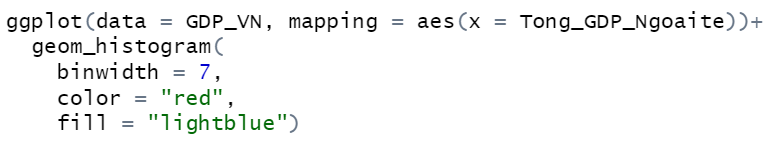 ggplot(data = GDP_VN, mapping = aes(x = Tong_GDP_Ngoaite))+
  geom_histogram(
    binwidth = 7,
    color = "red",
    fill = "lightblue")